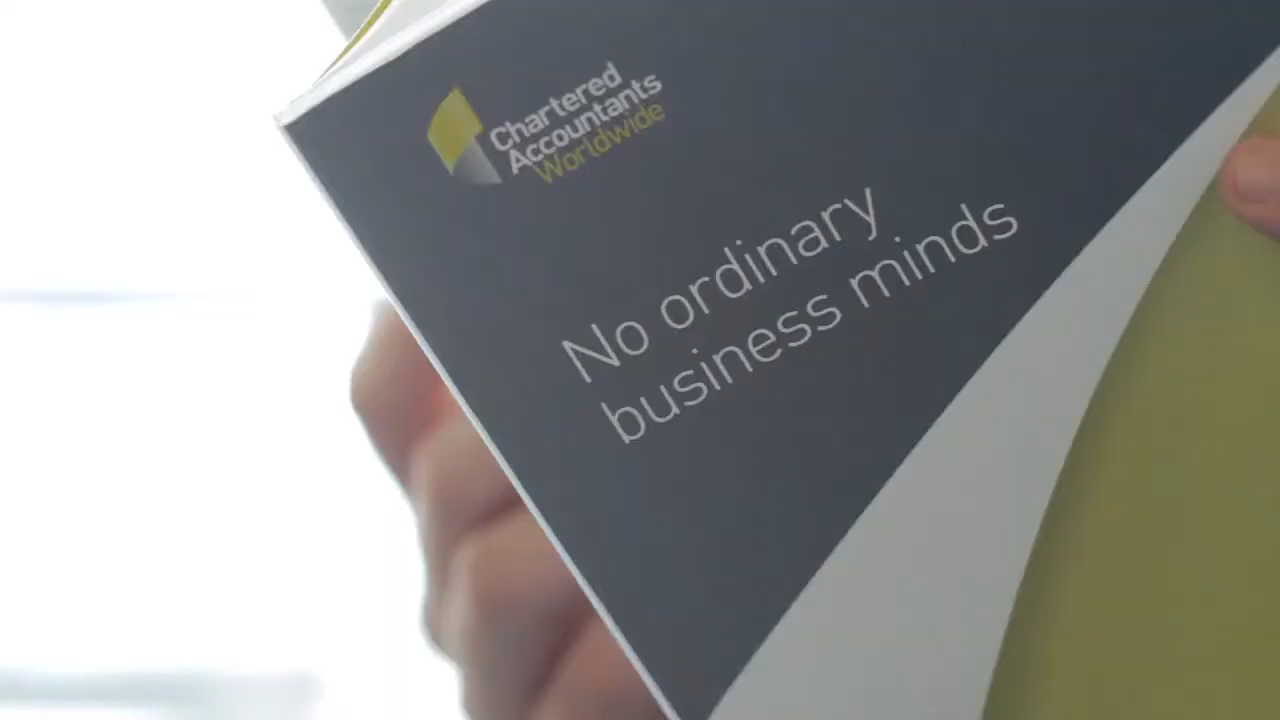 Chartered
Accountants
Worldwide
No ordinary
business minds